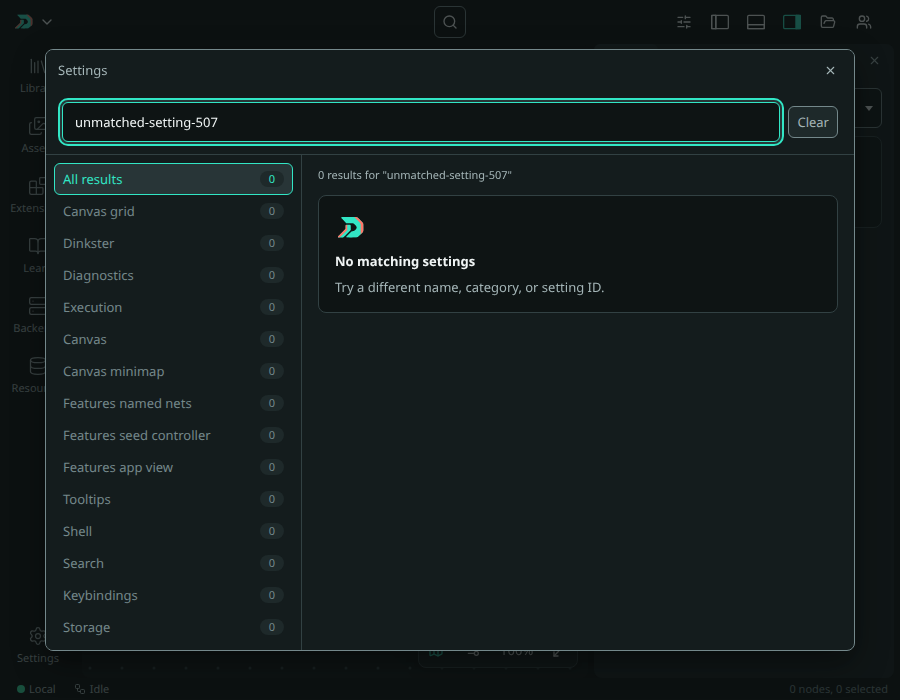 Settings
unmatched-setting-507
Clear
All results 0
Canvas grid 0
Dinkster 0
Diagnostics 0
Execution 0
Canvas 0
Canvas minimap 0
Features named nets 0
Features seed controller 0
Features app view 0
Tooltips 0
Shell 0
Search 0
Keybindings 0
Storage 0
0 results for "unmatched-setting-507"
No matching settings
Try a different name, category, or setting ID.
Settings
100%
Local
Idle
0 nodes, 0 selected